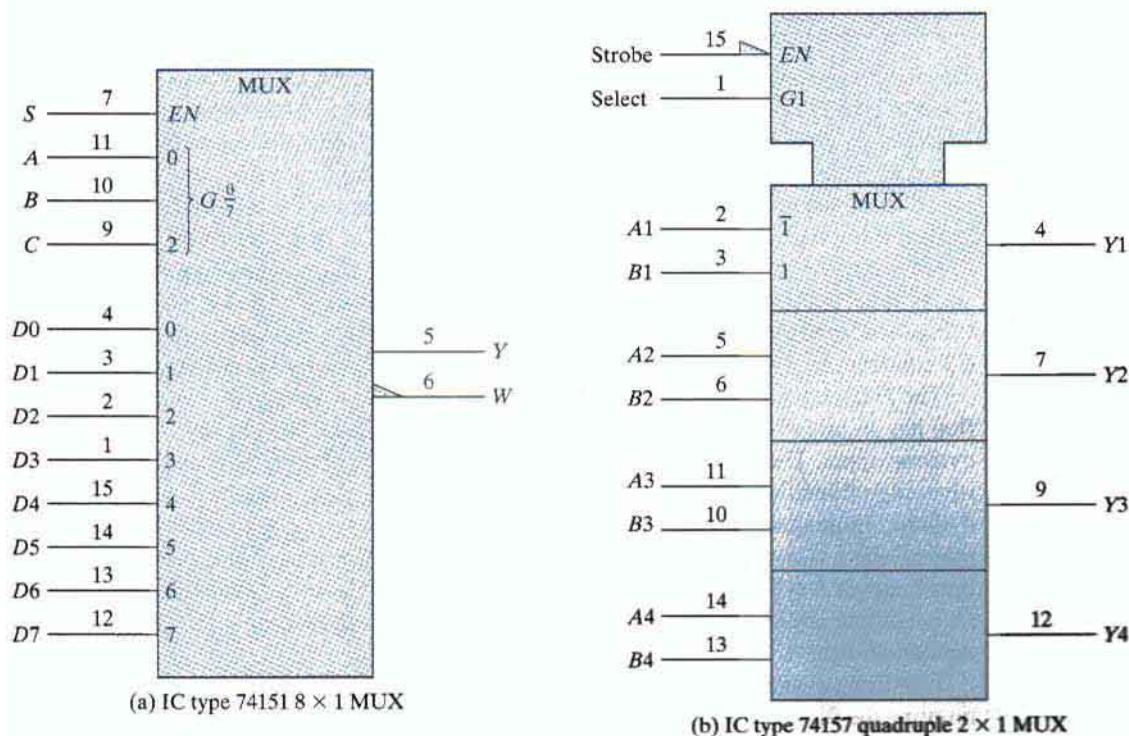 MUX
S 7 EN
A 11 0
B 10 G 0/7
C 9 2
D0 4 0
D1 3 1
D2 2 2
D3 1 3
D4 15 4
D5 14 5
D6 13 6
D7 12 7
5 Y
6 W
(a) IC type 74151 8 × 1 MUX
Strobe 15 EN
Select 1 G1
MUX
A1 2 1̅
B1 3 1
4 Y1
A2 5
B2 6
7 Y2
A3 11
B3 10
9 Y3
A4 14
B4 13
12 Y4
(b) IC type 74157 quadruple 2 × 1 MUX